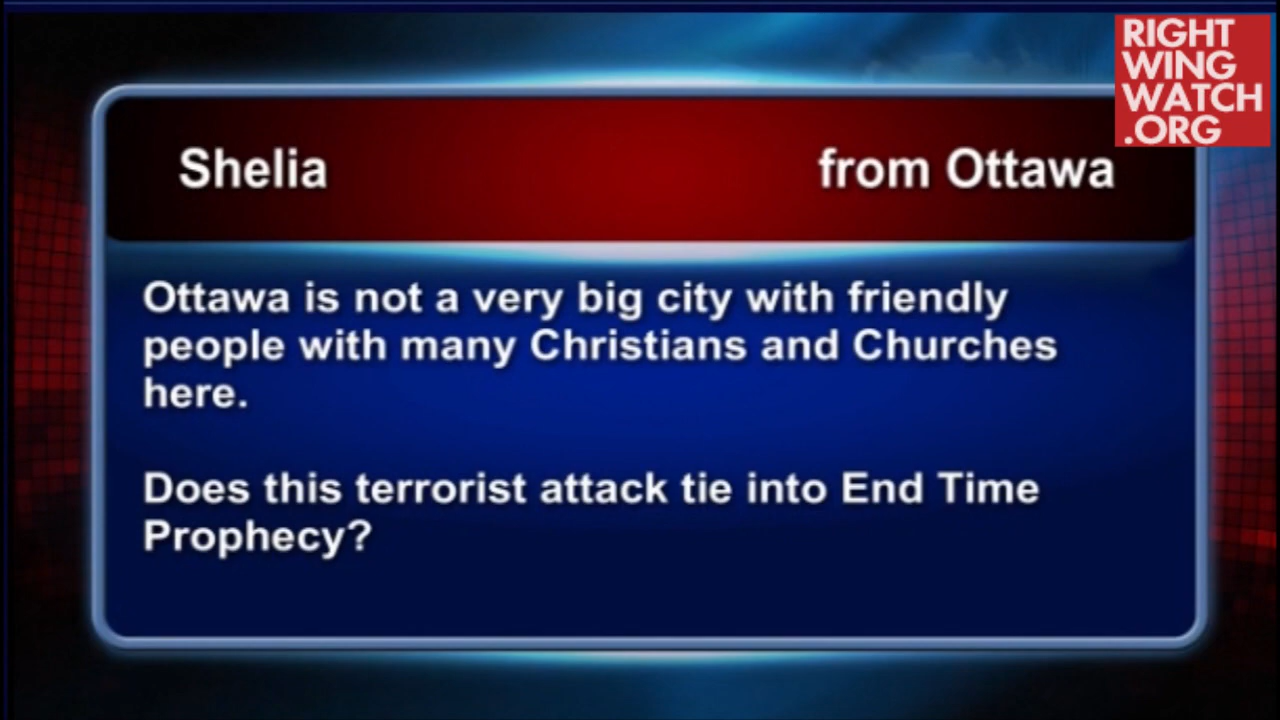 RIGHT
WING
WATCH
.ORG
Shelia from Ottawa
Ottawa is not a very big city with friendly
people with many Christians and Churches
here.
Does this terrorist attack tie into End Time
Prophecy?